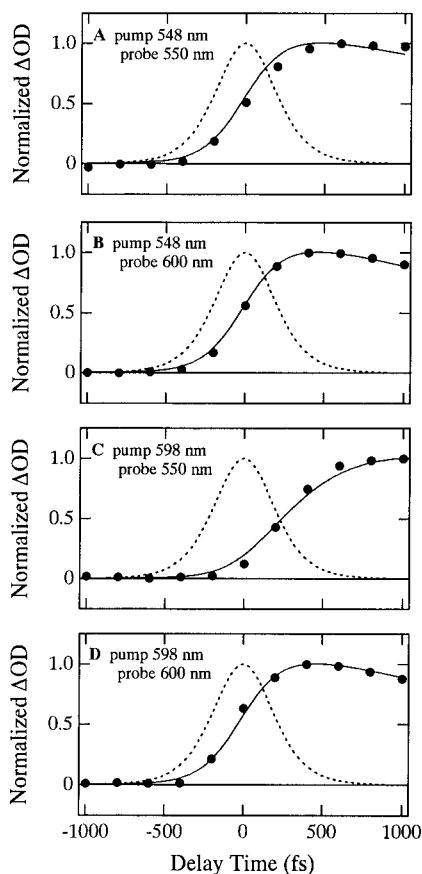 A pump 548 nm
probe 550 nm
Normalized ΔOD
1.0
0.5
0
B pump 548 nm
probe 600 nm
Normalized ΔOD
1.0
0.5
0
C pump 598 nm
probe 550 nm
Normalized ΔOD
1.0
0.5
0
D pump 598 nm
probe 600 nm
Normalized ΔOD
1.0
0.5
0
-1000 -500 0 500 1000
Delay Time (fs)